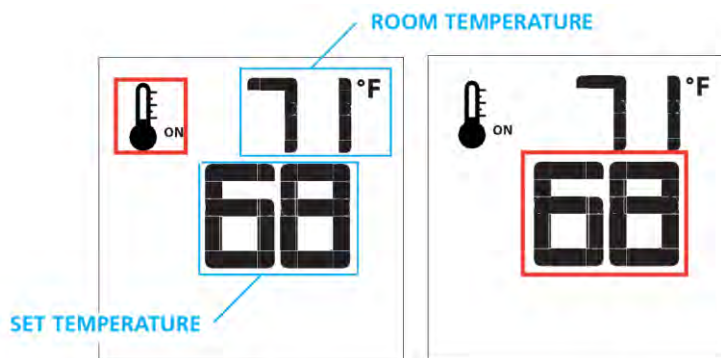 ROOM TEMPERATURE
71°F
ON
68
SET TEMPERATURE
71°F
ON
68